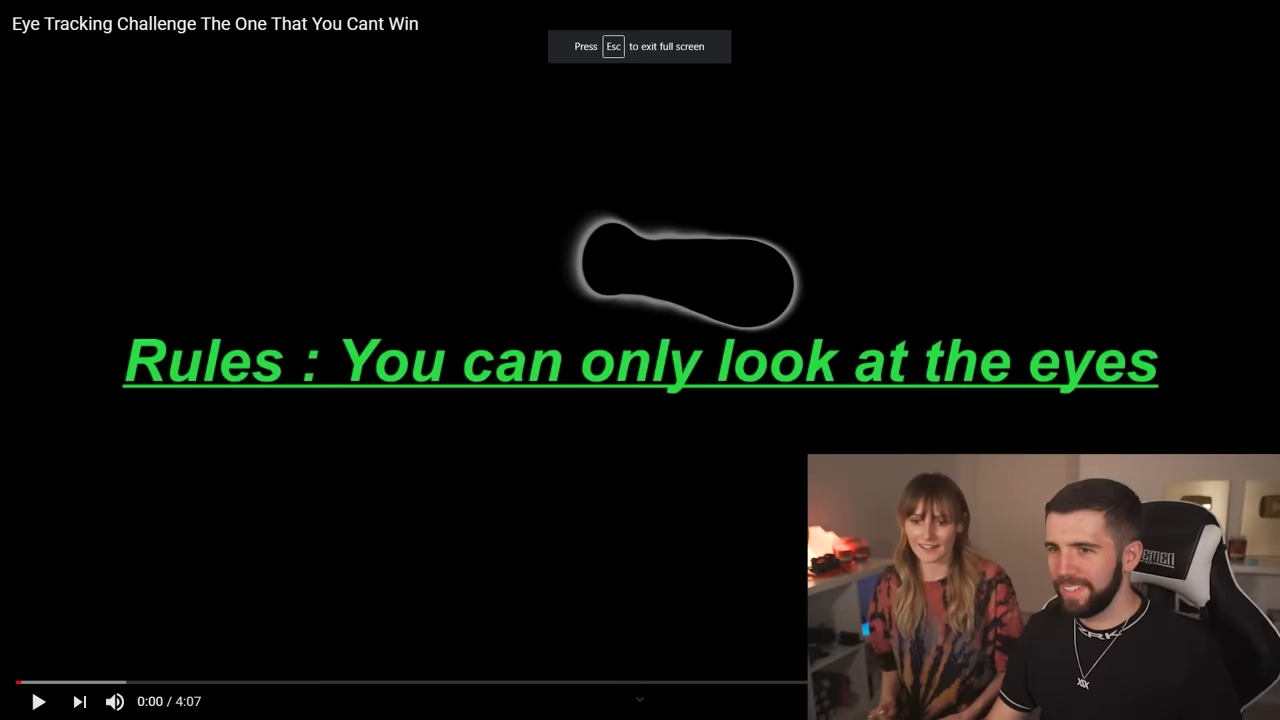 Eye Tracking Challenge The One That You Cant Win
Press Esc to exit full screen
Rules : You can only look at the eyes
0:00 / 4:07